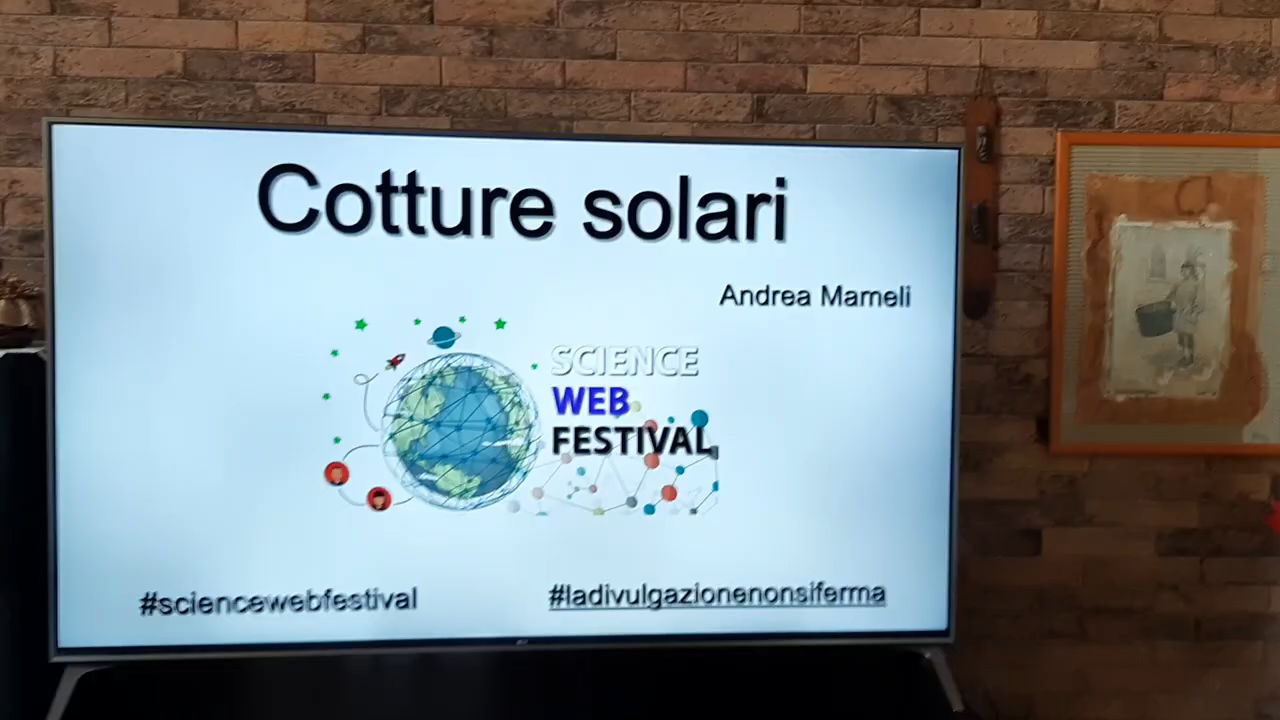 Cotture solari
Andrea Mameli
SCIENCE
WEB
FESTIVAL
#sciencewebfestival
#ladivulgazionenonsiferma